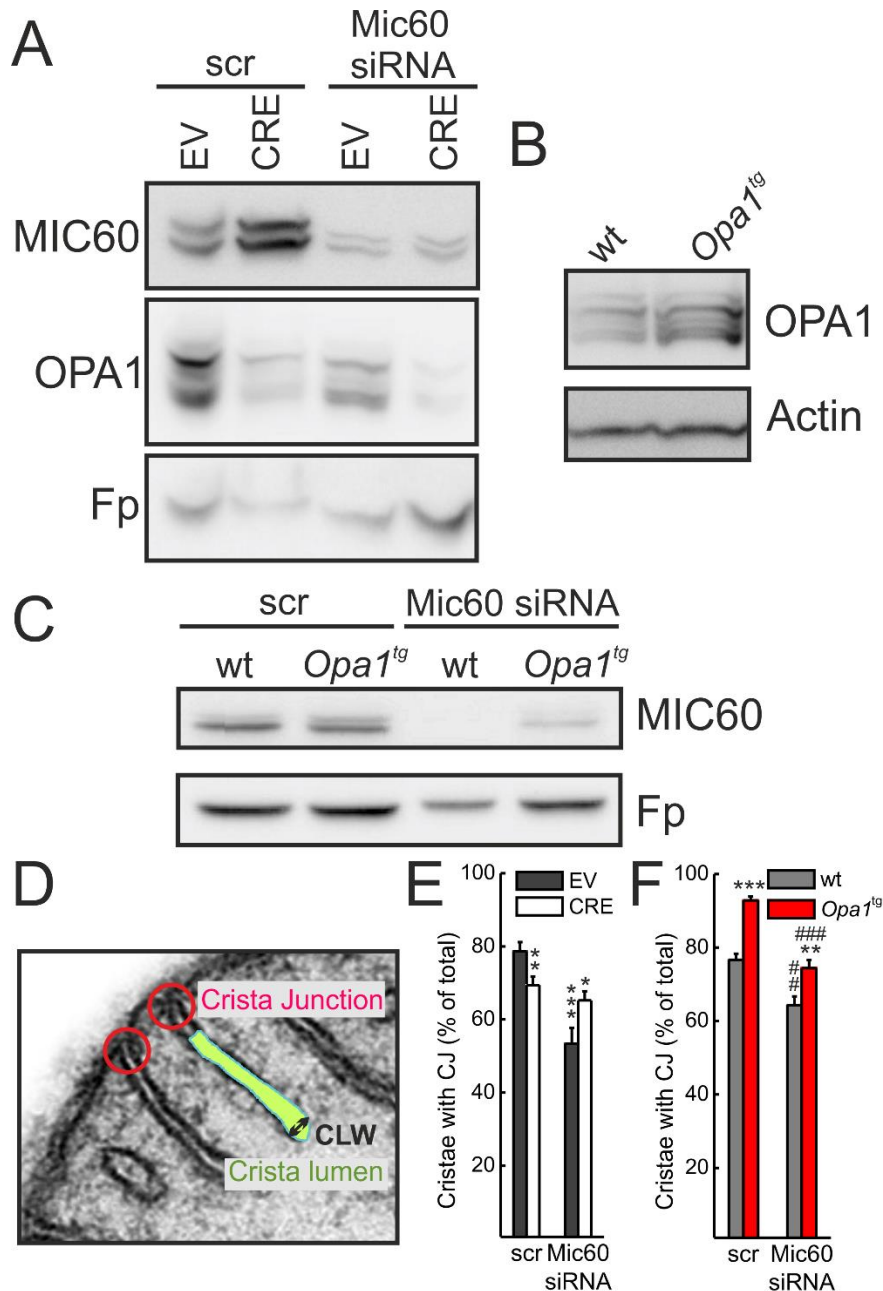 A
scr
Mic60
siRNA
EV
CRE
EV
CRE
MIC60
OPA1
Fp
B
wt
Opa1tg
OPA1
Actin
C
scr
Mic60 siRNA
wt
Opa1tg
wt
Opa1tg
MIC60
Fp
D
Crista Junction
CLW
Crista lumen
E
Cristae with CJ (% of total)
100
80
60
40
20
EV
CRE
**
***
*
scr
Mic60
siRNA
F
Cristae with CJ (% of total)
100
80
60
40
20
wt
Opa1tg
***
##
###
**
scr
Mic60
siRNA